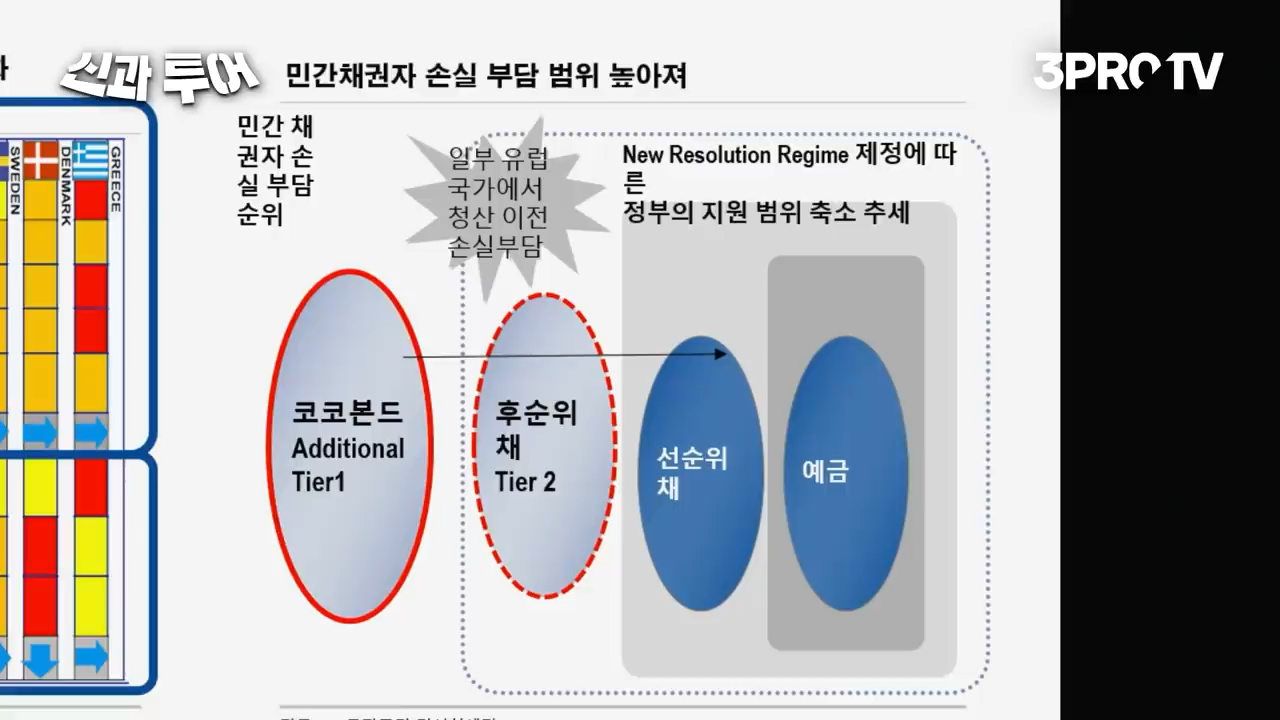 신과 투어
3PROTV
민간채권자 손실 부담 범위 높아져
민간 채
권자 손
실 부담
순위
일부 유럽
국가에서
청산 이전
손실부담
New Resolution Regime 제정에 따
른
정부의 지원 범위 축소 추세
SWEDEN
DENMARK
GREECE
코코본드
Additional
Tier1
후순위
채
Tier 2
선순위
채
예금